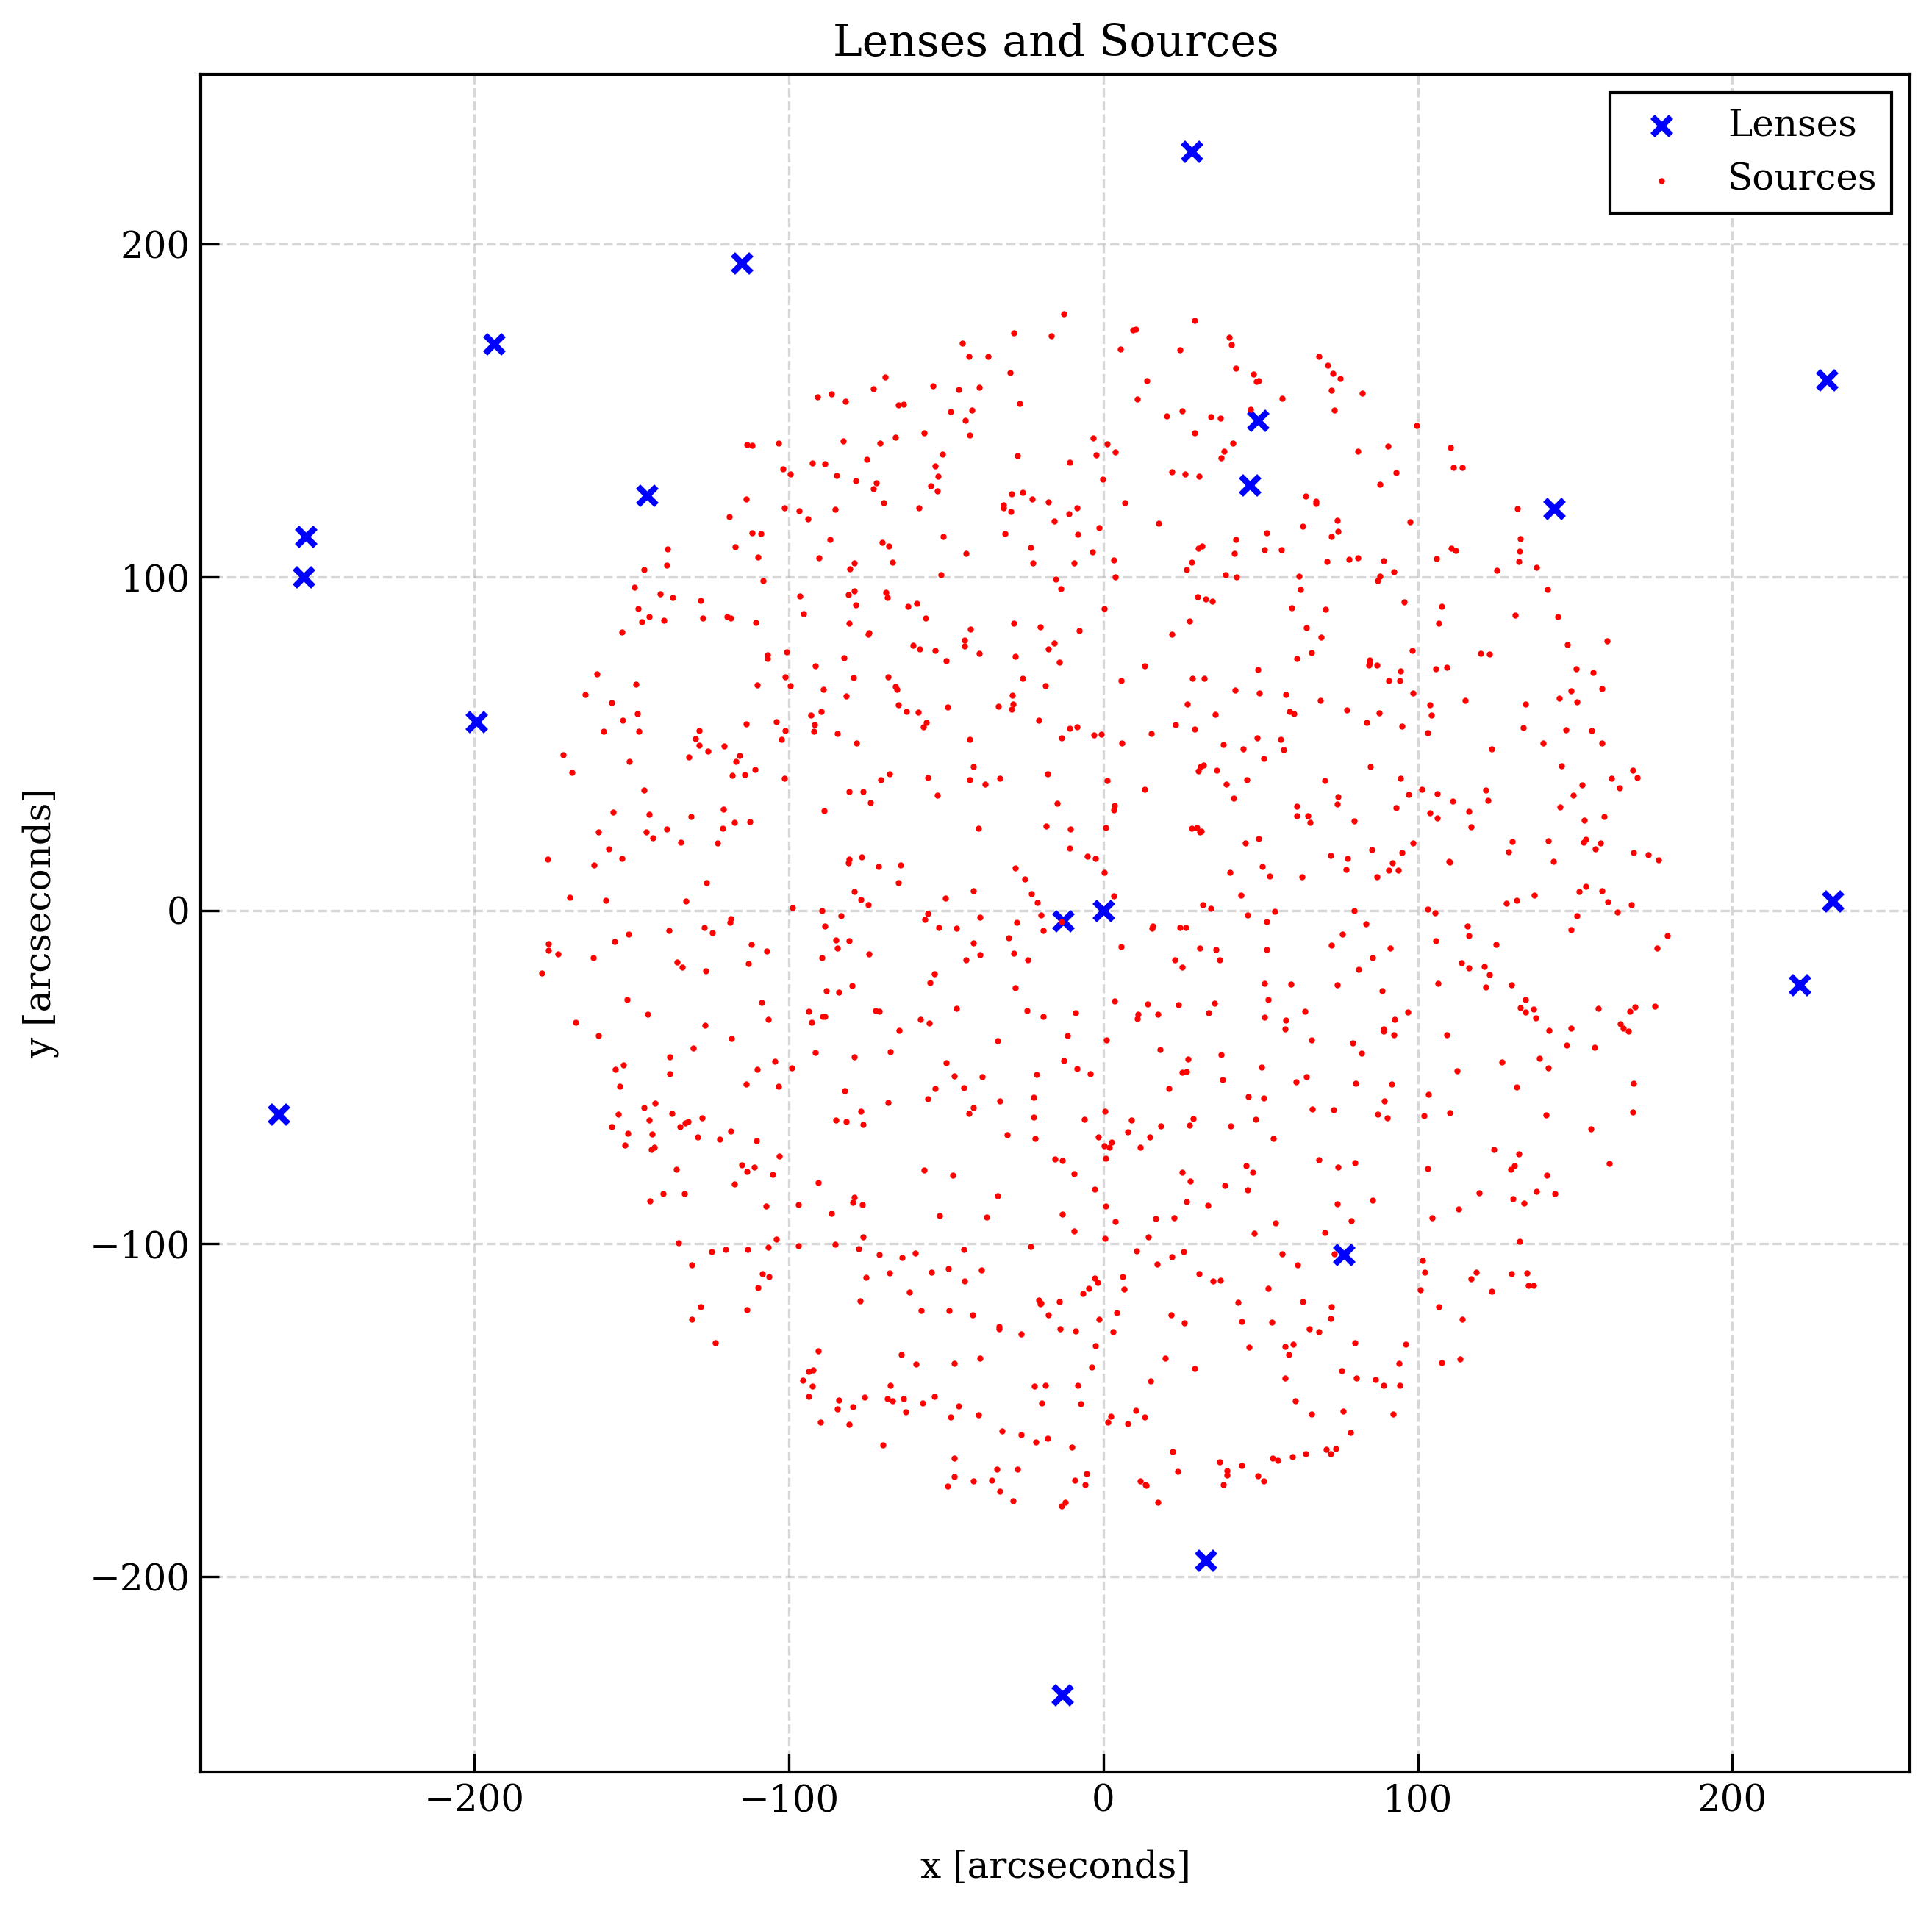 Lenses and Sources
Lenses
Sources
200
100
0
−100
−200
y [arcseconds]
−200
−100
0
100
200
x [arcseconds]